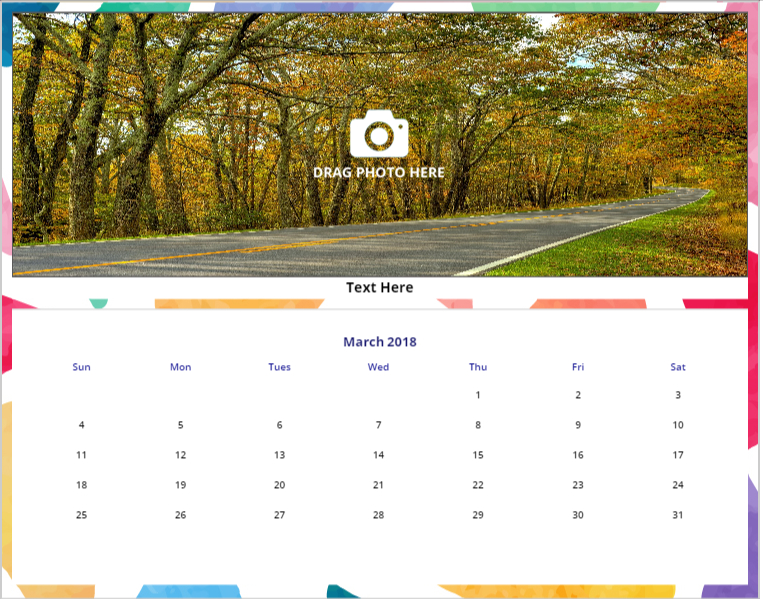 DRAG PHOTO HERE
Text Here
March 2018
Sun Mon Tues Wed Thu Fri Sat
1 2 3
4 5 6 7 8 9 10
11 12 13 14 15 16 17
18 19 20 21 22 23 24
25 26 27 28 29 30 31